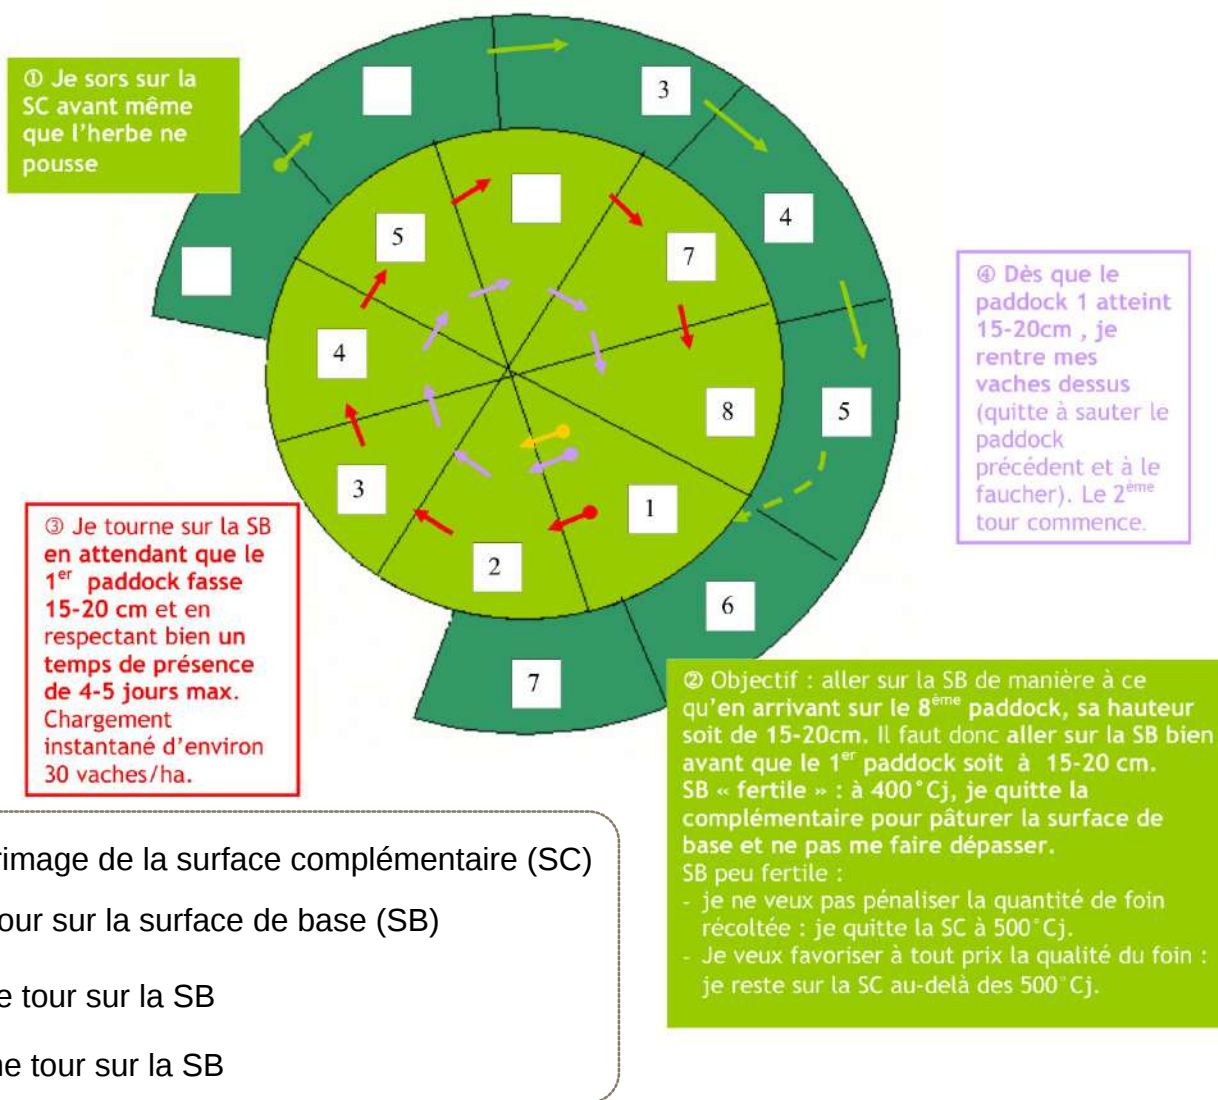 ① Je sors sur la
SC avant même
que l'herbe ne
pousse
3
4
5
6
7
5
7
4
8
3
1
2
④ Dès que le
paddock 1 atteint
15-20cm , je
rentre mes
vaches dessus
(quitte à sauter le
paddock
précédent et à le
faucher). Le 2ème
tour commence.
③ Je tourne sur la SB
en attendant que le
1er paddock fasse
15-20 cm et en
respectant bien un
temps de présence
de 4-5 jours max.
Chargement
instantané d'environ
30 vaches/ha.
② Objectif : aller sur la SB de manière à ce
qu'en arrivant sur le 8ème paddock, sa hauteur
soit de 15-20cm. Il faut donc aller sur la SB bien
avant que le 1er paddock soit à 15-20 cm.
SB « fertile » : à 400°Cj, je quitte la
complémentaire pour pâturer la surface de
base et ne pas me faire dépasser.
SB peu fertile :
- je ne veux pas pénaliser la quantité de foin
récoltée : je quitte la SC à 500°Cj.
- Je veux favoriser à tout prix la qualité du foin :
je reste sur la SC au-delà des 500°Cj.
rimage de la surface complémentaire (SC)
our sur la surface de base (SB)
e tour sur la SB
ne tour sur la SB